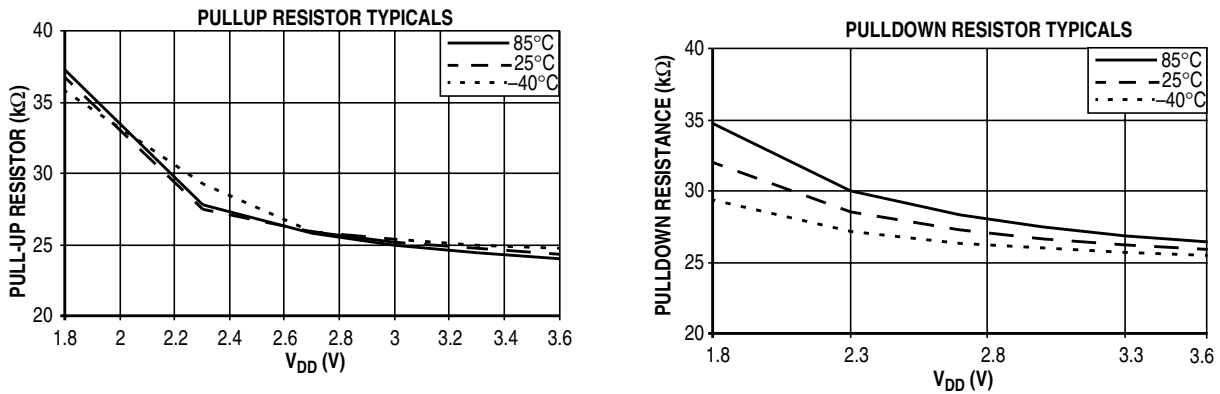 PULLUP RESISTOR TYPICALS
PULL-UP RESISTOR (kΩ)
40
35
30
25
20
85°C
25°C
–40°C
1.8 2 2.2 2.4 2.6 2.8 3 3.2 3.4 3.6
VDD (V)
PULLDOWN RESISTOR TYPICALS
PULLDOWN RESISTANCE (kΩ)
40
35
30
25
20
85°C
25°C
–40°C
1.8 2.3 2.8 3.3 3.6
VDD (V)